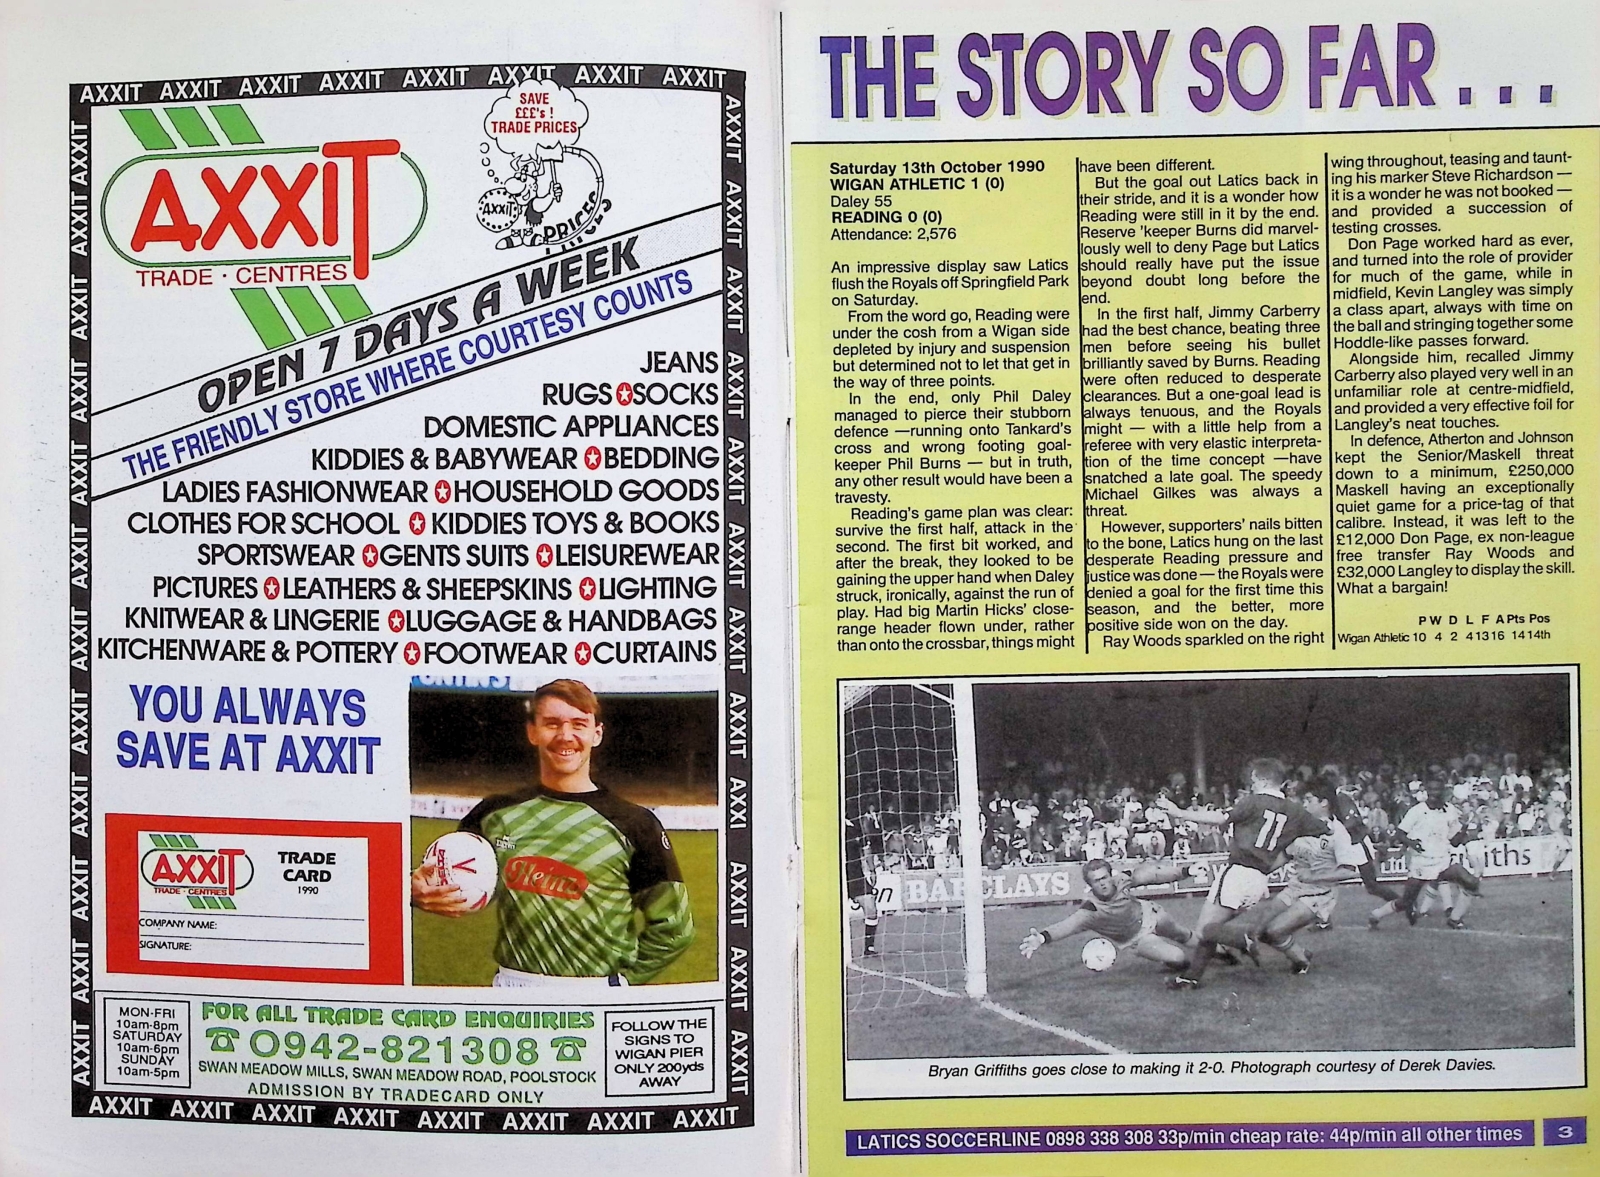 AXXIT AXXIT AXXIT AXXIT AXXIT AXXIT AXXIT AXXIT
SAVE
£££'s !
TRADE PRICES
AXXIT
TRADE · CENTRES
AXXIT
PRICES
OPEN 7 DAYS A WEEK
THE FRIENDLY STORE WHERE COURTESY COUNTS
JEANS
RUGS SOCKS
DOMESTIC APPLIANCES
KIDDIES & BABYWEAR BEDDING
LADIES FASHIONWEAR HOUSEHOLD GOODS
CLOTHES FOR SCHOOL KIDDIES TOYS & BOOKS
SPORTSWEAR GENTS SUITS LEISUREWEAR
PICTURES LEATHERS & SHEEPSKINS LIGHTING
KNITWEAR & LINGERIE LUGGAGE & HANDBAGS
KITCHENWARE & POTTERY FOOTWEAR CURTAINS
YOU ALWAYS
SAVE AT AXXIT
Heinz
AXXIT
TRADE · CENTRES
TRADE
CARD
1990
COMPANY NAME:
SIGNATURE:
MON-FRI
10am-8pm
SATURDAY
10am-6pm
SUNDAY
10am-5pm
FOR ALL TRADE CARD ENQUIRIES
☎ 0942-821308 ☎
SWAN MEADOW MILLS, SWAN MEADOW ROAD, POOLSTOCK
ADMISSION BY TRADECARD ONLY
FOLLOW THE
SIGNS TO
WIGAN PIER
ONLY 200yds
AWAY
AXXIT AXXIT AXXIT AXXIT AXXIT AXXIT AXXIT AXXIT
THE STORY SO FAR . . .
Saturday 13th October 1990
WIGAN ATHLETIC 1 (0)
Daley 55
READING 0 (0)
Attendance: 2,576
An impressive display saw Latics
flush the Royals off Springfield Park
on Saturday.
From the word go, Reading were
under the cosh from a Wigan side
depleted by injury and suspension
but determined not to let that get in
the way of three points.
In the end, only Phil Daley
managed to pierce their stubborn
defence —running onto Tankard's
cross and wrong footing goal-
keeper Phil Burns — but in truth,
any other result would have been a
travesty.
Reading's game plan was clear:
survive the first half, attack in the
second. The first bit worked, and
after the break, they looked to be
gaining the upper hand when Daley
struck, ironically, against the run of
play. Had big Martin Hicks' close-
range header flown under, rather
than onto the crossbar, things might
have been different.
But the goal out Latics back in
their stride, and it is a wonder how
Reading were still in it by the end.
Reserve 'keeper Burns did marvel-
lously well to deny Page but Latics
should really have put the issue
beyond doubt long before the
end.
In the first half, Jimmy Carberry
had the best chance, beating three
men before seeing his bullet
brilliantly saved by Burns. Reading
were often reduced to desperate
clearances. But a one-goal lead is
always tenuous, and the Royals
might — with a little help from a
referee with very elastic interpreta-
tion of the time concept —have
snatched a late goal. The speedy
Michael Gilkes was always a
threat.
However, supporters' nails bitten
to the bone, Latics hung on the last
desperate Reading pressure and
justice was done — the Royals were
denied a goal for the first time this
season, and the better, more
positive side won on the day.
Ray Woods sparkled on the right
wing throughout, teasing and taunt-
ing his marker Steve Richardson —
it is a wonder he was not booked —
and provided a succession of
testing crosses.
Don Page worked hard as ever,
and turned into the role of provider
for much of the game, while in
midfield, Kevin Langley was simply
a class apart, always with time on
the ball and stringing together some
Hoddle-like passes forward.
Alongside him, recalled Jimmy
Carberry also played very well in an
unfamiliar role at centre-midfield,
and provided a very effective foil for
Langley's neat touches.
In defence, Atherton and Johnson
kept the Senior/Maskell threat
down to a minimum, £250,000
Maskell having an exceptionally
quiet game for a price-tag of that
calibre. Instead, it was left to the
£12,000 Don Page, ex non-league
free transfer Ray Woods and
£32,000 Langley to display the skill.
What a bargain!
P W D L F A Pts Pos
Wigan Athletic 10 4 2 4 13 16 14 14th
BARCLAYS
11
Ltd
iths
Bryan Griffiths goes close to making it 2-0. Photograph courtesy of Derek Davies.
LATICS SOCCERLINE 0898 338 308 33p/min cheap rate: 44p/min all other times 3